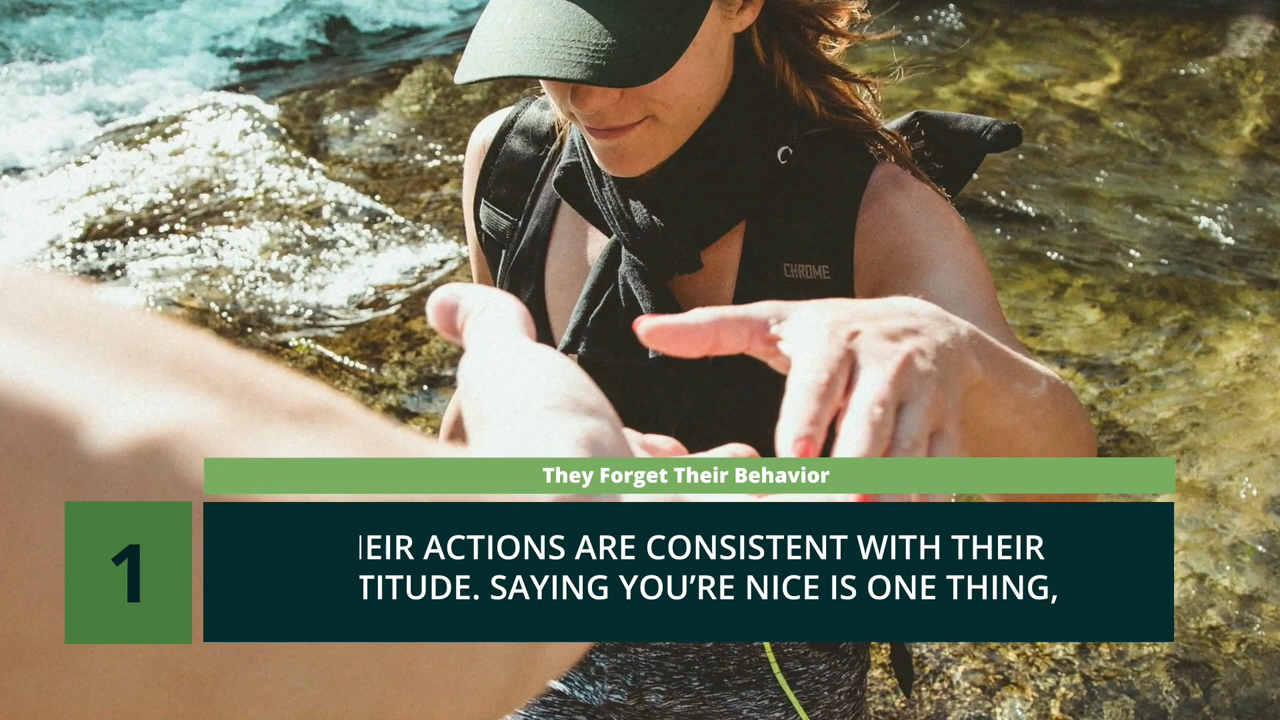 CHROME
They Forget Their Behavior
1
EIR ACTIONS ARE CONSISTENT WITH THEIR
TITUDE. SAYING YOU’RE NICE IS ONE THING,